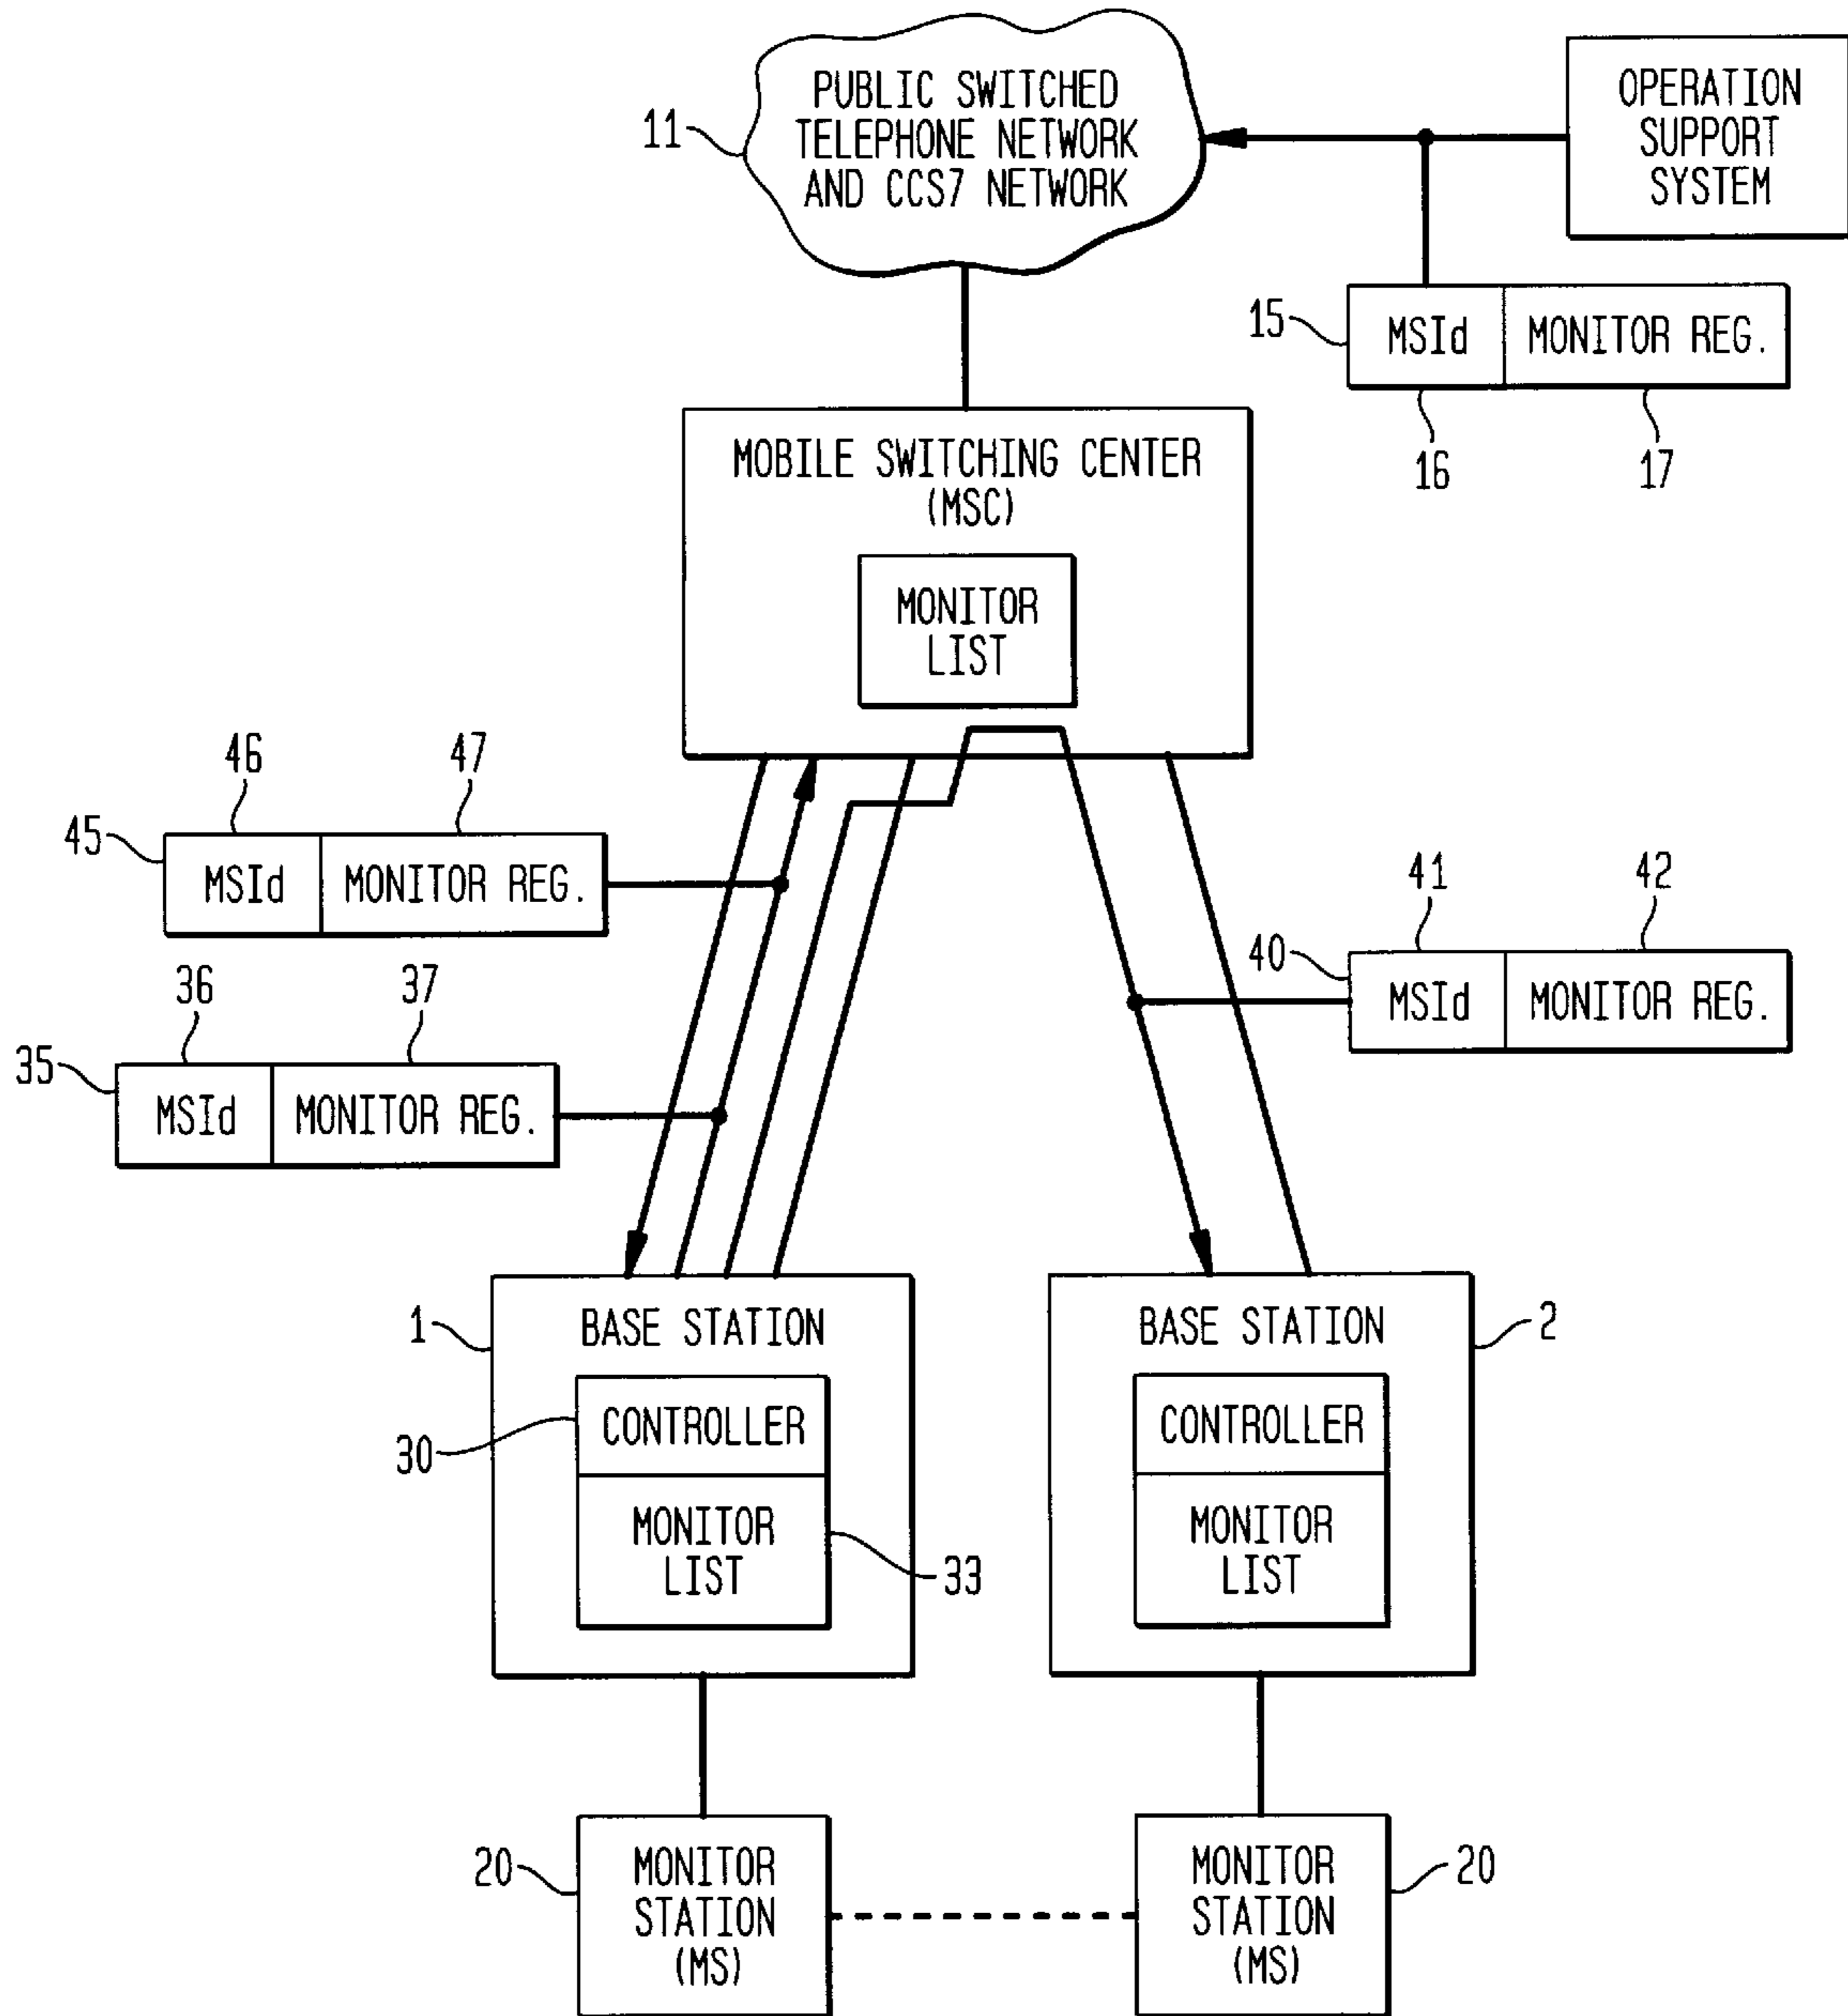 PUBLIC SWITCHED
TELEPHONE NETWORK
AND CCS7 NETWORK
11
OPERATION
SUPPORT
SYSTEM
15
MSId
MONITOR REG.
16
17
MOBILE SWITCHING CENTER
(MSC)
MONITOR
LIST
46
47
45
MSId
MONITOR REG.
41
42
40
MSId
MONITOR REG.
36
37
35
MSId
MONITOR REG.
1
BASE STATION
CONTROLLER
30
MONITOR
LIST
33
BASE STATION
2
CONTROLLER
MONITOR
LIST
20
MONITOR
STATION
(MS)
MONITOR
STATION
(MS)
20